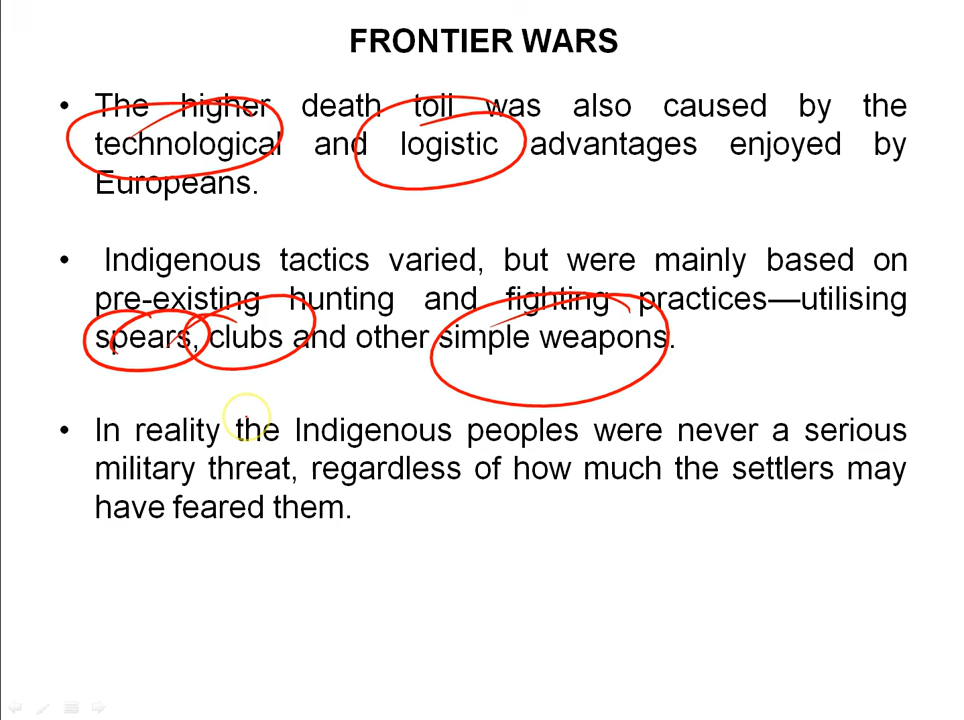 FRONTIER WARS
• The higher death toll was also caused by the
technological and logistic advantages enjoyed by
Europeans.
• Indigenous tactics varied, but were mainly based on
pre-existing hunting and fighting practices—utilising
spears, clubs and other simple weapons.
• In reality the Indigenous peoples were never a serious
military threat, regardless of how much the settlers may
have feared them.